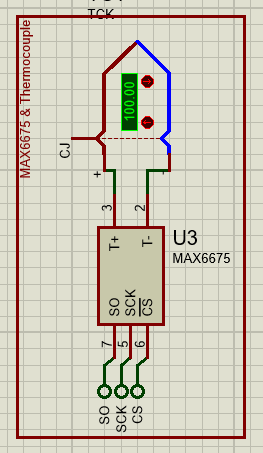 TCK
MAX6675 & Thermocouple
100.00
CJ
+
-
3
2
T+
T-
U3
MAX6675
SO
SCK
CS
7
5
6
SO
SCK
CS